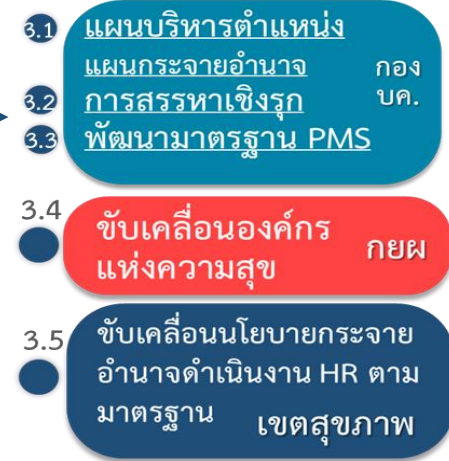 3.1 แผนบริหารตำแหน่ง
แผนกระจายอำนาจ กอง
3.2 การสรรหาเชิงรุก บค.
3.3 พัฒนามาตรฐาน PMS
3.4 ขับเคลื่อนองค์กร
แห่งความสุข กยผ
3.5 ขับเคลื่อนนโยบายกระจาย
อำนาจดำเนินงาน HR ตาม
มาตรฐาน เขตสุขภาพ